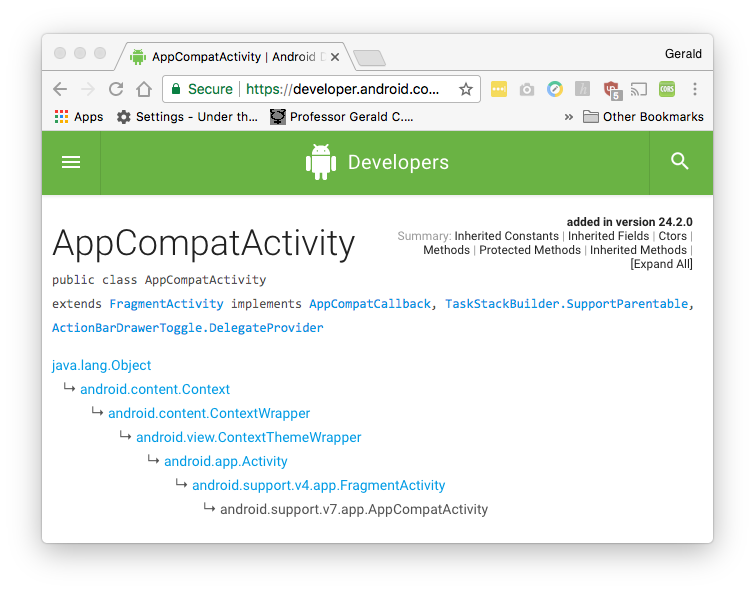 AppCompatActivity | Android D
Gerald
Secure | https://developer.android.co...
5
CORS
Apps
Settings - Under th...
Professor Gerald C....
» Other Bookmarks
Developers
added in version 24.2.0
Summary: Inherited Constants | Inherited Fields | Ctors |
Methods | Protected Methods | Inherited Methods |
[Expand All]
AppCompatActivity
public class AppCompatActivity
extends FragmentActivity implements AppCompatCallback, TaskStackBuilder.SupportParentable,
ActionBarDrawerToggle.DelegateProvider
java.lang.Object
↳ android.content.Context
↳ android.content.ContextWrapper
↳ android.view.ContextThemeWrapper
↳ android.app.Activity
↳ android.support.v4.app.FragmentActivity
↳ android.support.v7.app.AppCompatActivity